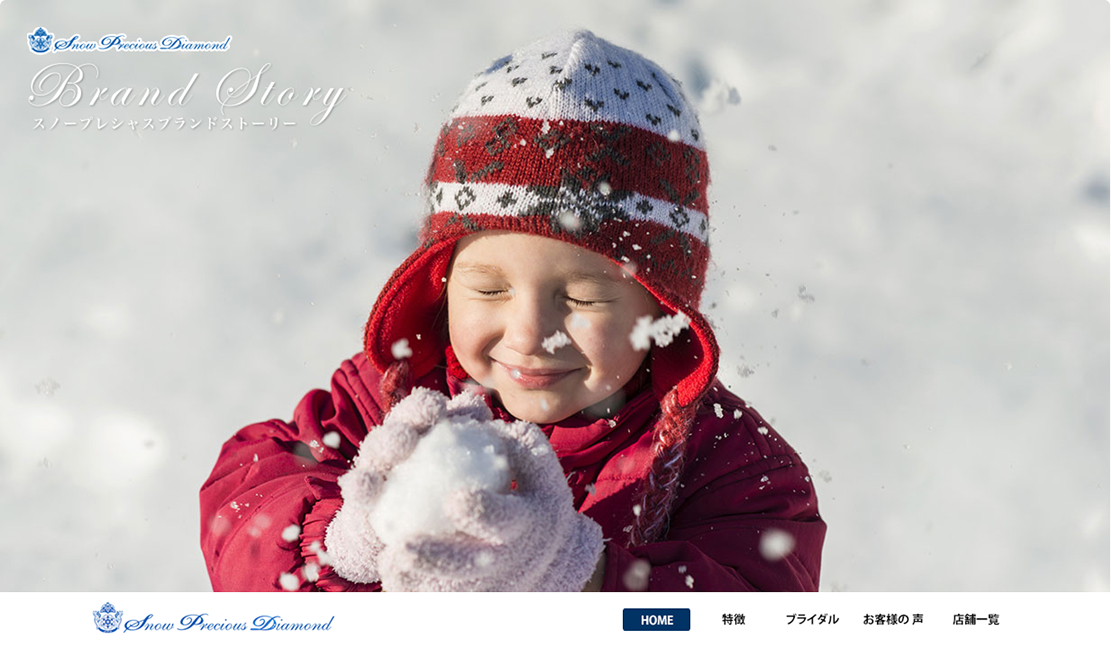 Snow Precious Diamond
Brand Story
スノープレシャスブランドストーリー
Snow Precious Diamond
HOME
特徴
ブライダル
お客様の 声
店舗一覧